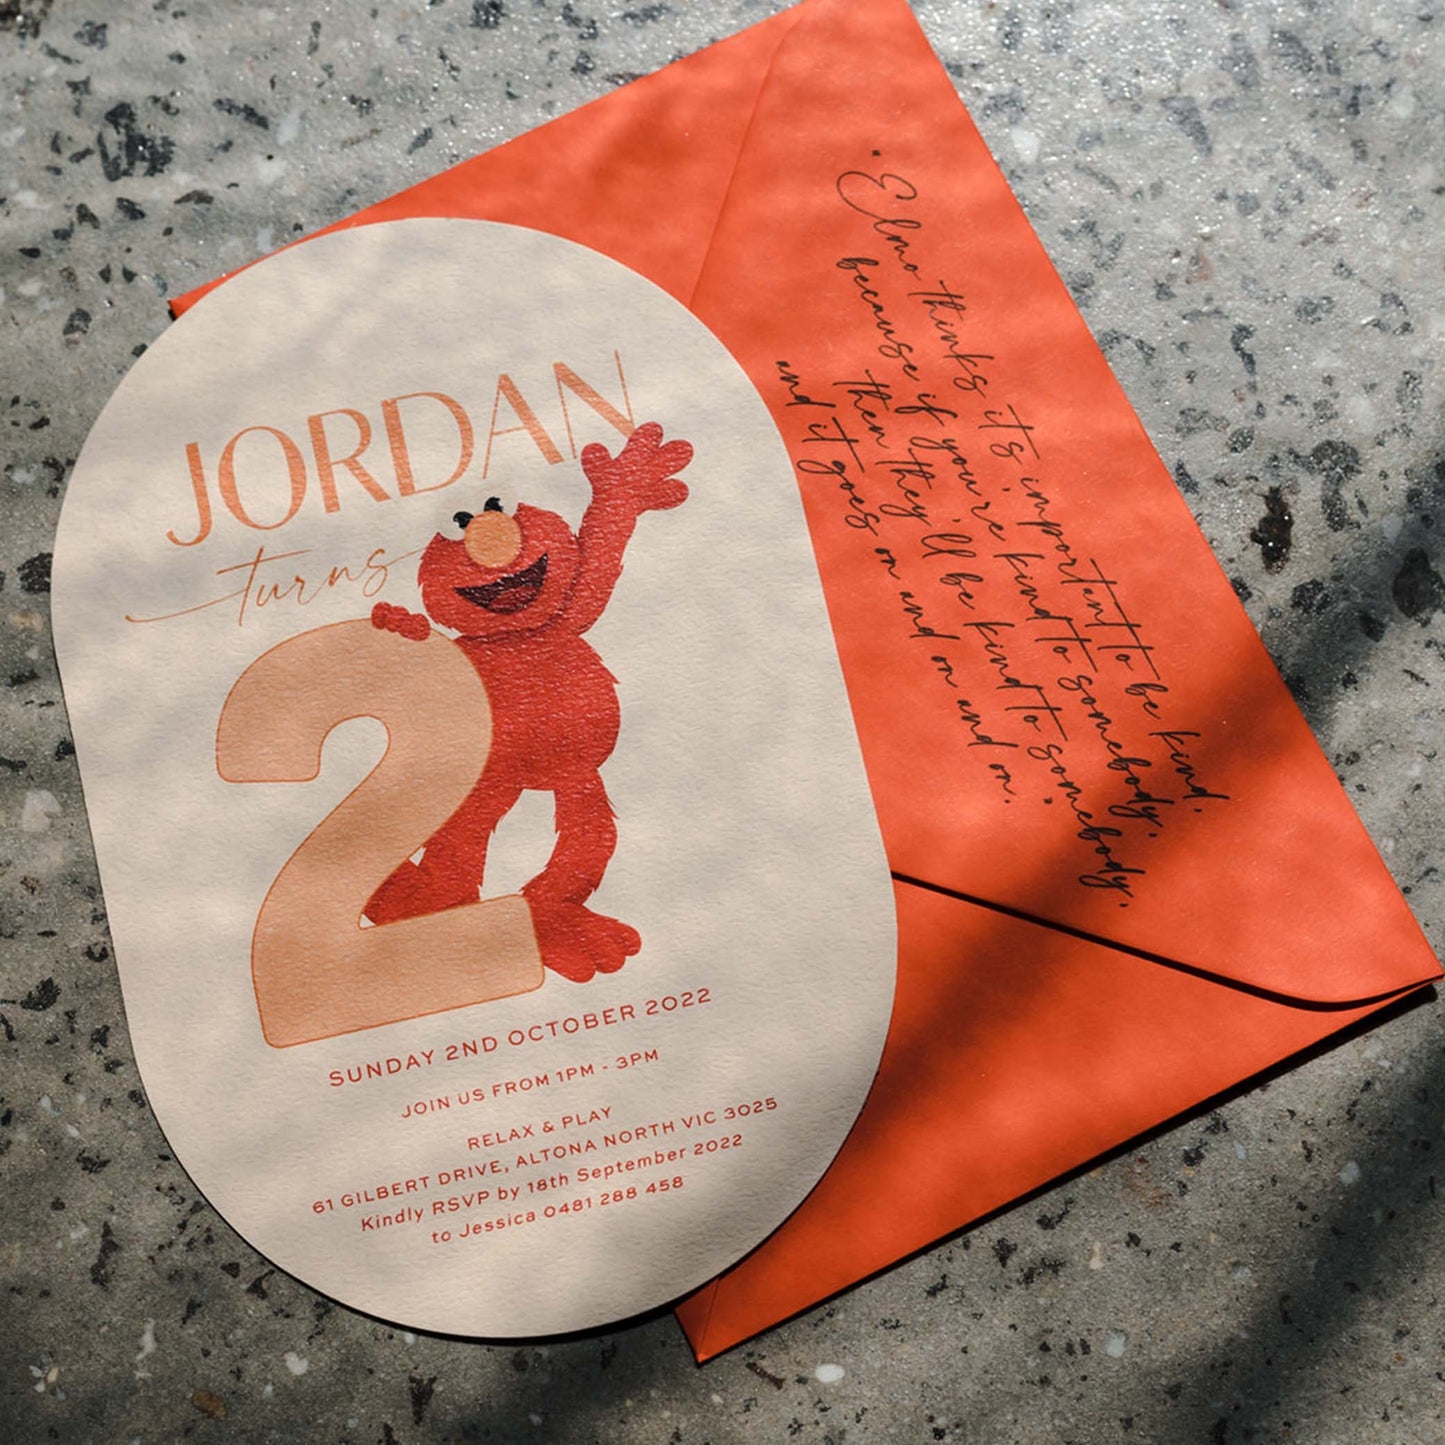 JORDAN
turns
2
SUNDAY 2ND OCTOBER 2022
JOIN US FROM 1PM - 3PM
RELAX & PLAY
61 GILBERT DRIVE, ALTONA NORTH VIC 3025
Kindly RSVP by 18th September 2022
to Jessica 0481 288 458
"Elmo thinks it's important to be kind,
because if you're kind to somebody,
then they'll be kind to somebody,
and it goes on and on and on."